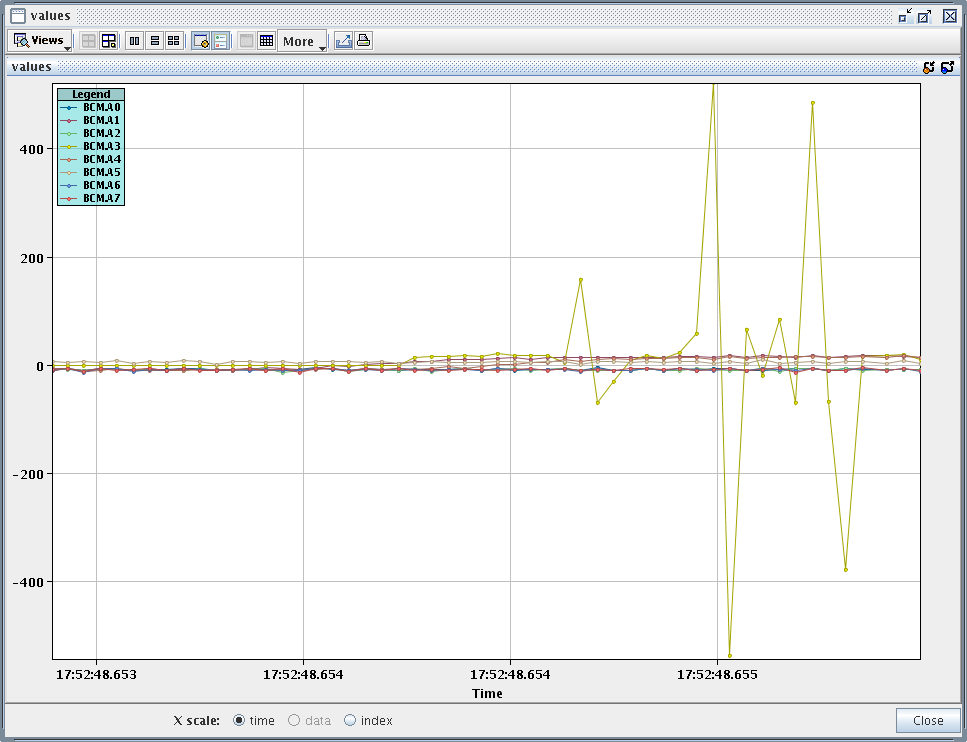 values
Views
More
values
Legend
BCM.A0
BCM.A1
BCM.A2
BCM.A3
BCM.A4
BCM.A5
BCM.A6
BCM.A7
400
200
0
-200
-400
17:52:48.653 17:52:48.654 17:52:48.654 17:52:48.655
Time
X scale: time data index
Close